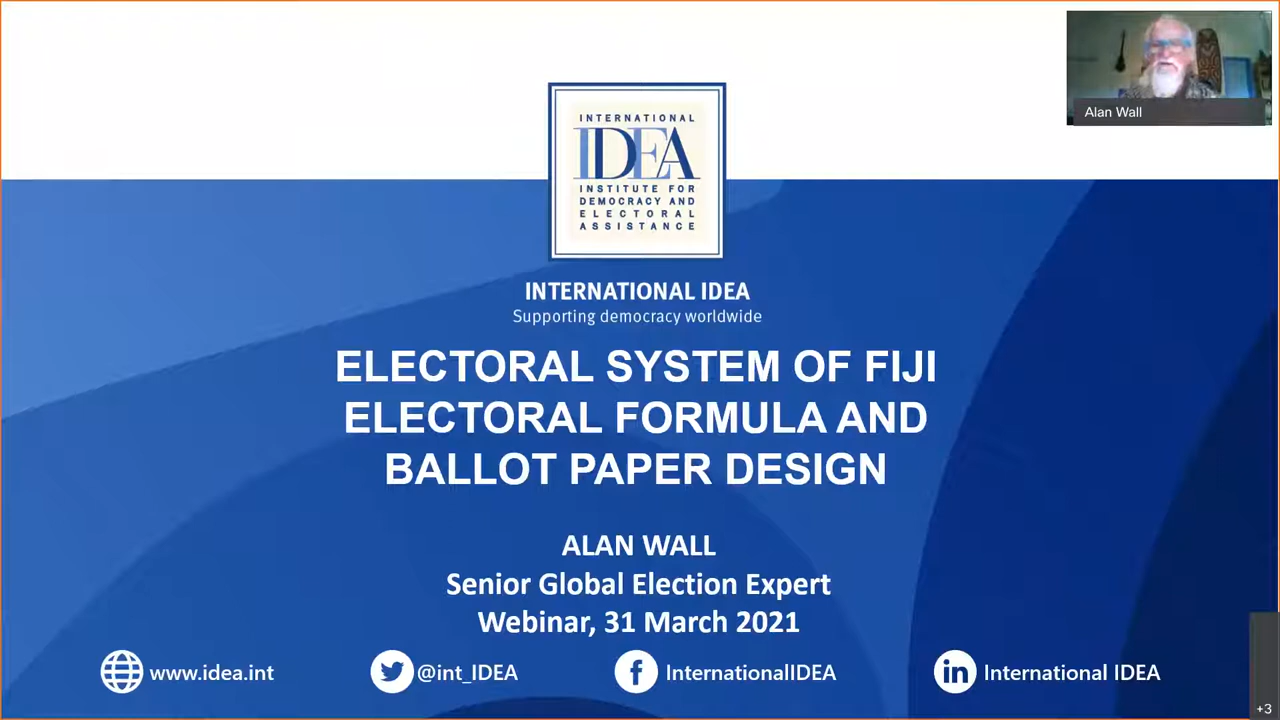 Alan Wall
INTERNATIONAL
IDEA
INSTITUTE FOR
DEMOCRACY AND
ELECTORAL
ASSISTANCE
INTERNATIONAL IDEA
Supporting democracy worldwide
ELECTORAL SYSTEM OF FIJI
ELECTORAL FORMULA AND
BALLOT PAPER DESIGN
ALAN WALL
Senior Global Election Expert
Webinar, 31 March 2021
www.idea.int
@int_IDEA
InternationalIDEA
International IDEA
+3